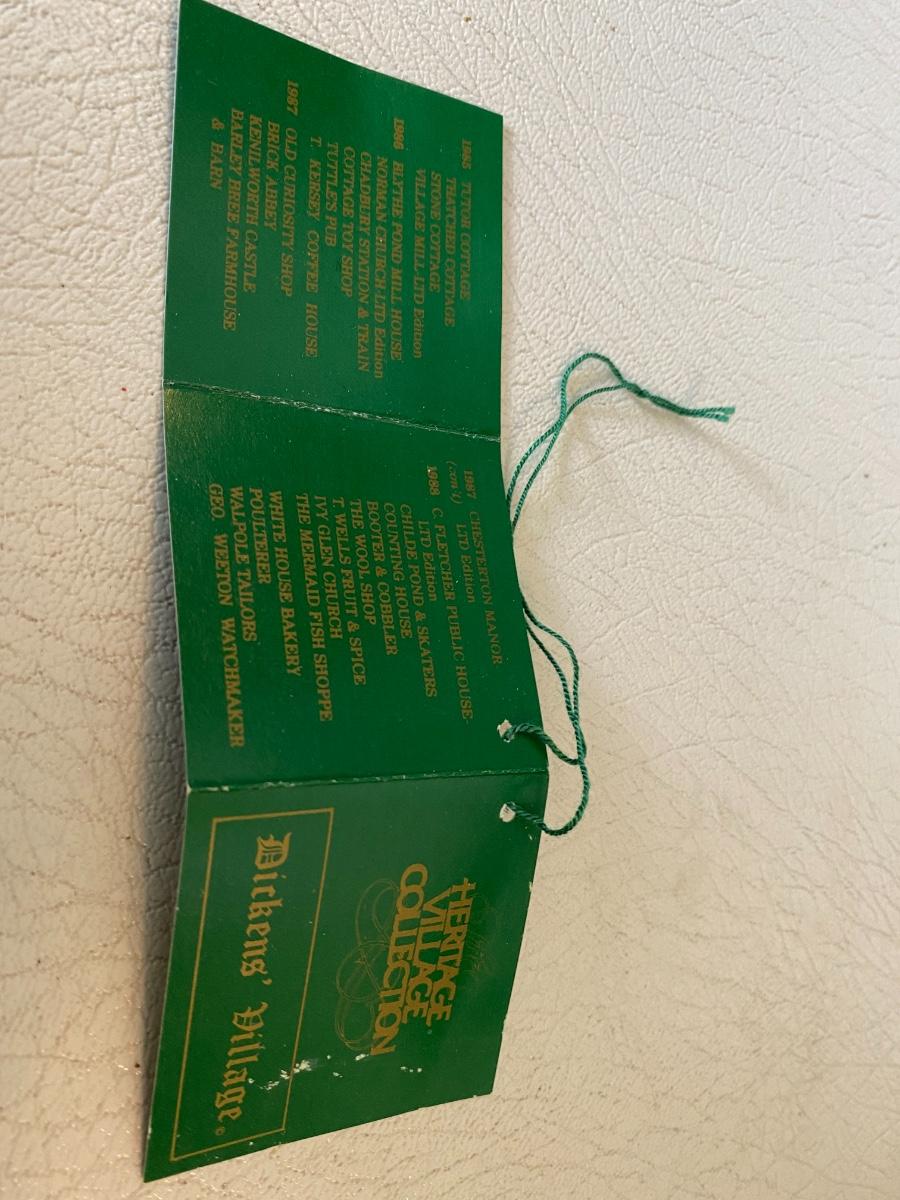 1985 TUTOR COTTAGE
THATCHED COTTAGE
STONE COTTAGE
VILLAGE MILL-LTD Edition
1986 BLYTHE POND MILL HOUSE
NORMAN CHURCH-LTD Edition
CHADBURY STATION & TRAIN
COTTAGE TOY SHOP
TUTTLE'S PUB
T. KERSEY COFFEE HOUSE
1987 OLD CURIOSITY SHOP
BRICK ABBEY
KENILWORTH CASTLE
BARLEY BREE FARMHOUSE
& BARN
1987 CHESTERTON MANOR
(con't) LTD Edition
1988 C. FLETCHER PUBLIC HOUSE-
LTD Edition
CHILDE POND & SKATERS
COUNTING HOUSE
BOOTER & COBBLER
THE WOOL SHOP
T. WELLS FRUIT & SPICE
IVY GLEN CHURCH
THE MERMAID FISH SHOPPE
WHITE HOUSE BAKERY
POULTERER
WALPOLE TAILORS
GEO. WEETON WATCHMAKER
HERITAGE
VILLAGE
COLLECTION
Dickens' Village©